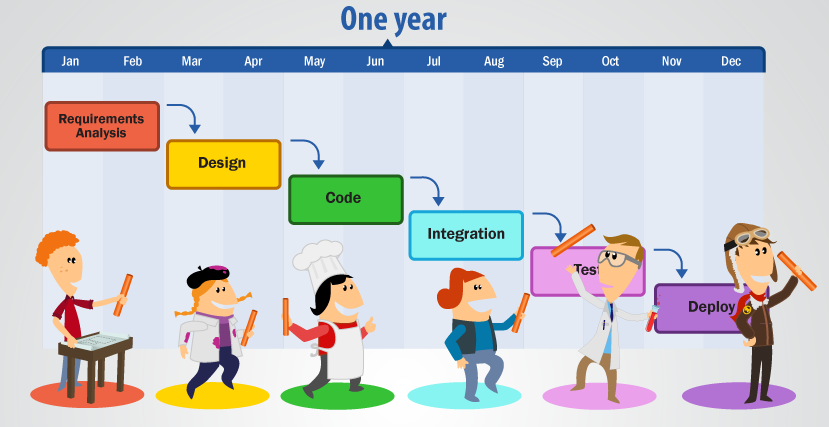 One year
Jan Feb Mar Apr May Jun Jul Aug Sep Oct Nov Dec
Requirements
Analysis
Design
Code
Integration
Tes
Deploy